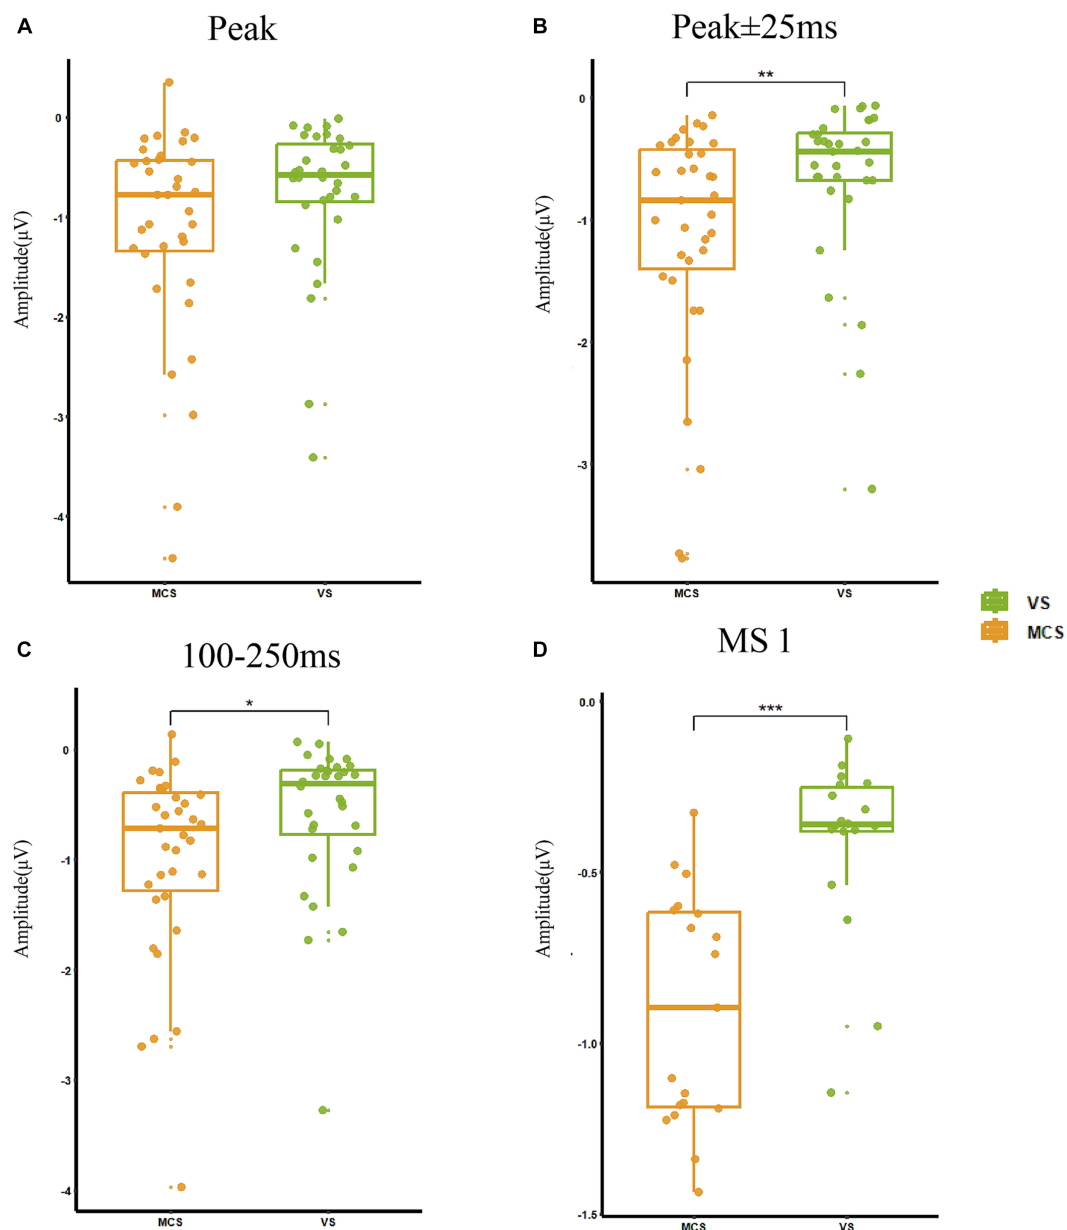 A
Peak
0
-1
-2
-3
-4
Amplitude(μV)
MCS
VS
B
Peak±25ms
**
0
-1
-2
-3
Amplitude(μV)
MCS
VS
VS
MCS
C
100-250ms
*
0
-1
-2
-3
-4
Amplitude(μV)
MCS
VS
D
MS 1
***
0.0
-0.5
-1.0
-1.5
Amplitude(μV)
MCS
VS